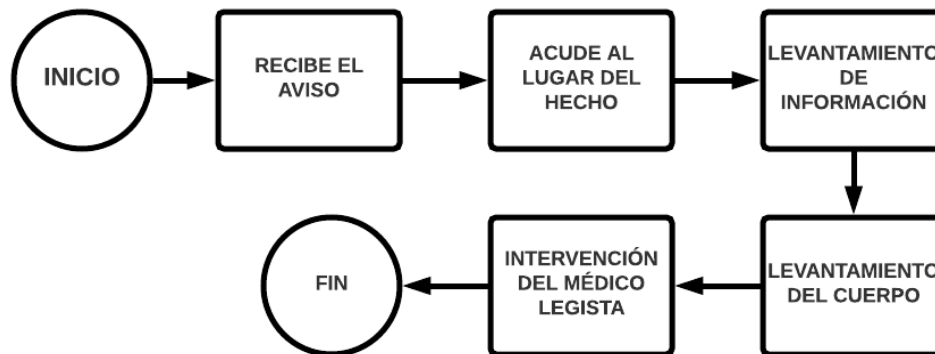 INICIO
RECIBE EL
AVISO
ACUDE AL
LUGAR DEL
HECHO
LEVANTAMIENTO
DE
INFORMACIÓN
LEVANTAMIENTO
DEL CUERPO
INTERVENCIÓN
DEL MÉDICO
LEGISTA
FIN